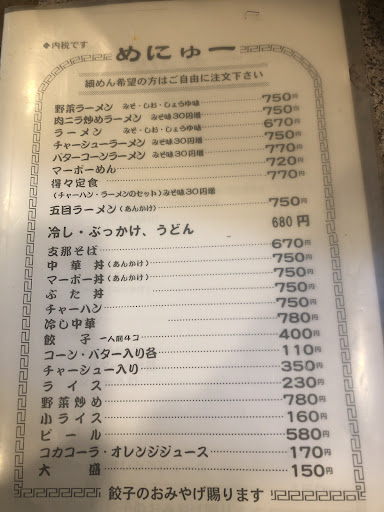 ◆内税です
めにゅー
細めん希望の方はご自由に注文下さい
野菜ラーメン みそ・しお・しょうゆ味 750円
肉ニラ炒めラーメン みそ味30円増 750円
ラーメン みそ・しお・しょうゆ味 670円
チャーシューラーメン みそ味30円増 750円
バターコーンラーメン みそ味30円増 770円
マーボーめん 720円
得々定食 770円
(チャーハン・ラーメンのセット)みそ味30円増
五目ラーメン(あんかけ) 750円
冷し・ぶっかけ、うどん 680円
支那そば 670円
中華丼(あんかけ) 750円
マーボー丼(あんかけ) 750円
ぶた丼 750円
チャーハン 750円
冷し中華 780円
餃子 一人前4コ 400円
コーン・バター入り各 110円
チャーシュー入り 350円
ライス 230円
野菜炒め 780円
小ライス 160円
ビール 580円
コカコーラ・オレンジジュース 170円
大盛 150円
餃子のおみやげ賜ります